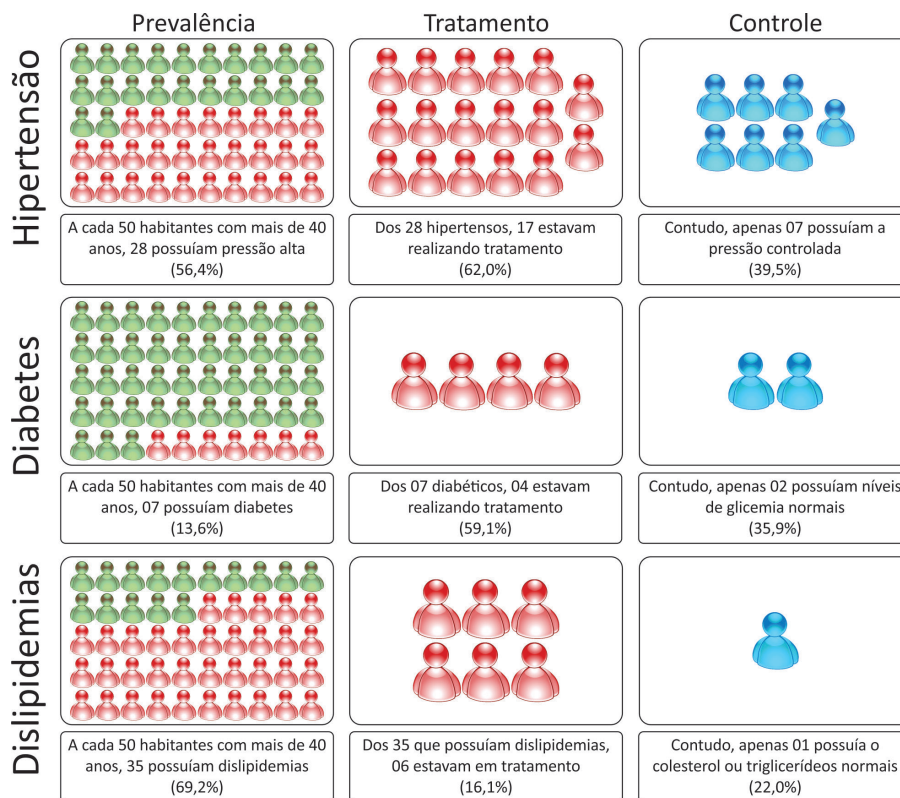 Prevalência
Tratamento
Controle
Hipertensão
A cada 50 habitantes com mais de 40
anos, 28 possuíam pressão alta
(56,4%)
Dos 28 hipertensos, 17 estavam
realizando tratamento
(62,0%)
Contudo, apenas 07 possuíam a
pressão controlada
(39,5%)
Diabetes
A cada 50 habitantes com mais de 40
anos, 07 possuíam diabetes
(13,6%)
Dos 07 diabéticos, 04 estavam
realizando tratamento
(59,1%)
Contudo, apenas 02 possuíam níveis
de glicemia normais
(35,9%)
Dislipidemias
A cada 50 habitantes com mais de 40
anos, 35 possuíam dislipidemias
(69,2%)
Dos 35 que possuíam dislipidemias,
06 estavam em tratamento
(16,1%)
Contudo, apenas 01 possuía o
colesterol ou triglicerídeos normais
(22,0%)